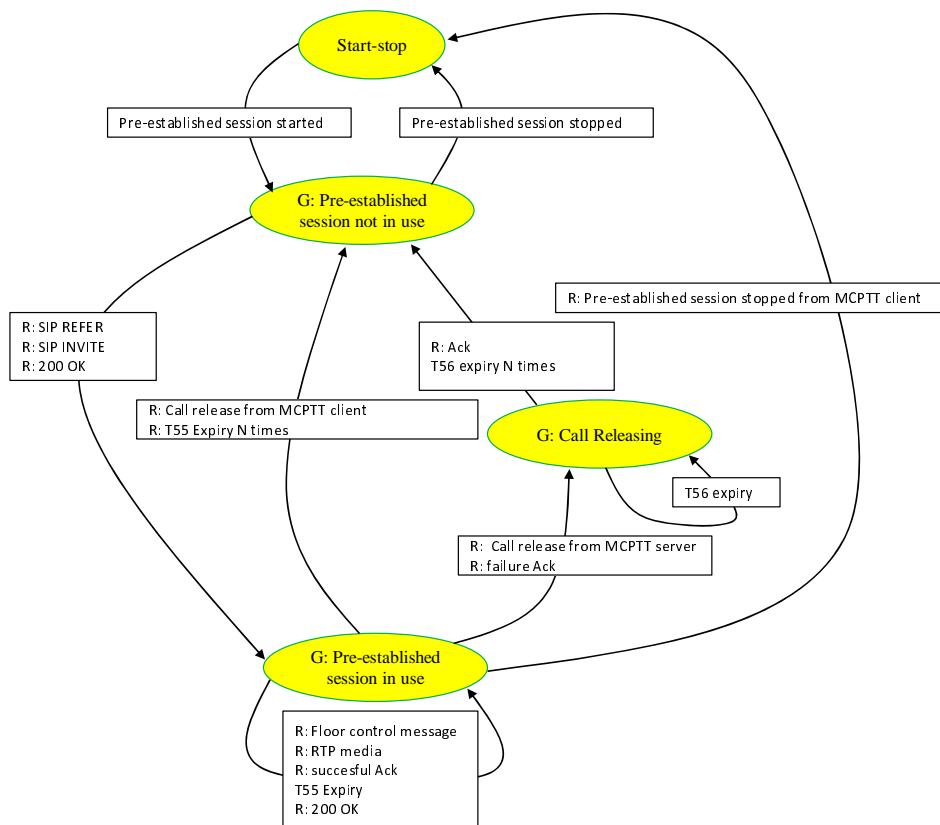 Start-stop
Pre-established session started
Pre-established session stopped
G: Pre-established
session not in use
R: Pre-established session stopped from MCPTT client
R: SIP REFER
R: SIP INVITE
R: 200 OK
R: Ack
T56 expiry N times
R: Call release from MCPTT client
R: T55 Expiry N times
G: Call Releasing
T56 expiry
R: Call release from MCPTT server
R: failure Ack
G: Pre-established
session in use
R: Floor control message
R: RTP media
R: succesful Ack
T55 Expiry
R: 200 OK